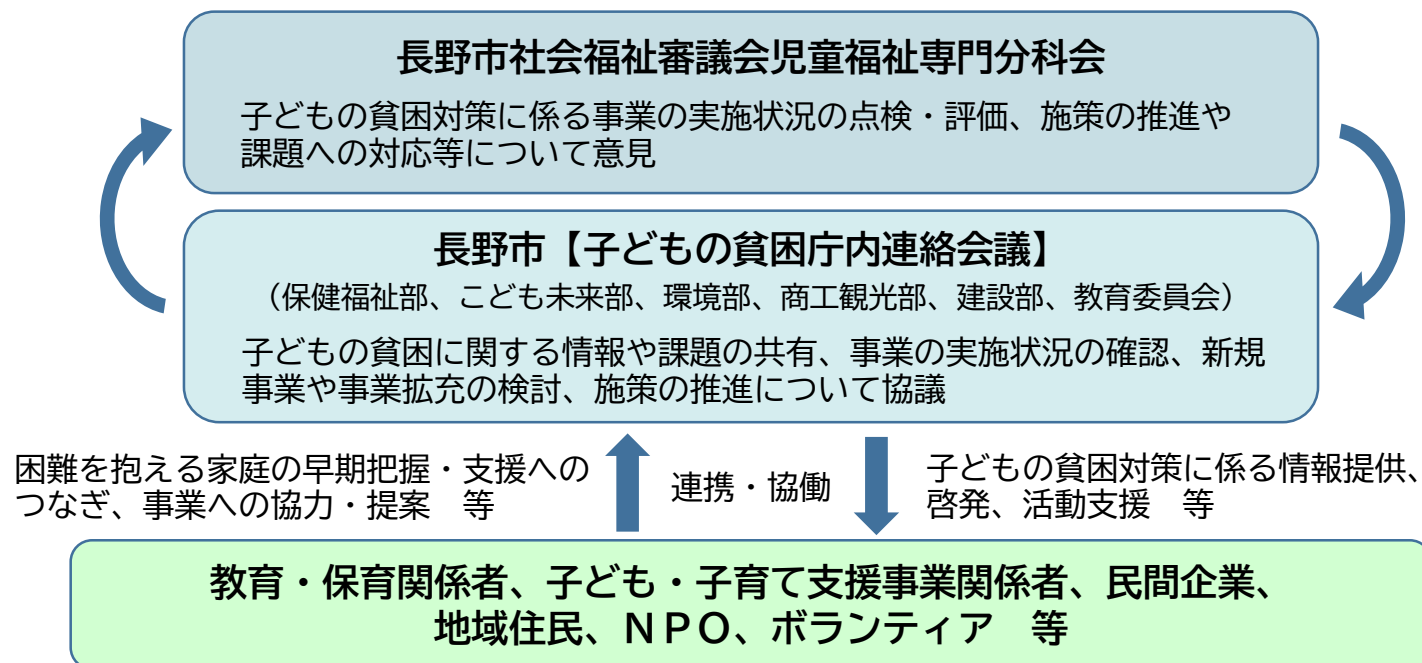 長野市社会福祉審議会児童福祉専門分科会
子どもの貧困対策に係る事業の実施状況の点検・評価、施策の推進や
課題への対応等について意見
長野市【子どもの貧困庁内連絡会議】
（保健福祉部、こども未来部、環境部、商工観光部、建設部、教育委員会）
子どもの貧困に関する情報や課題の共有、事業の実施状況の確認、新規
事業や事業拡充の検討、施策の推進について協議
困難を抱える家庭の早期把握・支援への
つなぎ、事業への協力・提案　等
連携・協働
子どもの貧困対策に係る情報提供、
啓発、活動支援　等
教育・保育関係者、子ども・子育て支援事業関係者、民間企業、
地域住民、ＮＰＯ、ボランティア　等